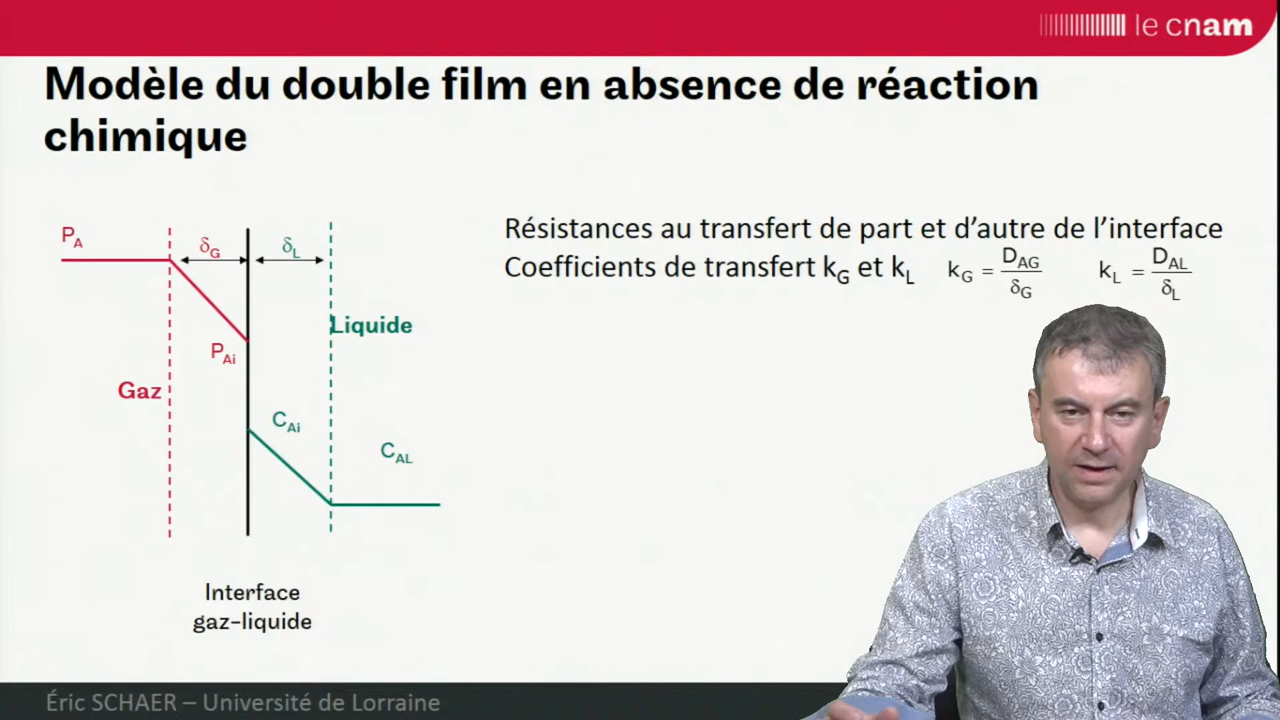 le cnam
Modèle du double film en absence de réaction
chimique
P_A
δ_G
δ_L
P_Ai
Liquide
Gaz
C_Ai
C_AL
Interface
gaz-liquide
Résistances au transfert de part et d'autre de l'interface
Coefficients de transfert k_G et k_L k_G = D_AG / δ_G k_L = D_AL / δ_L
Éric SCHAER – Université de Lorraine